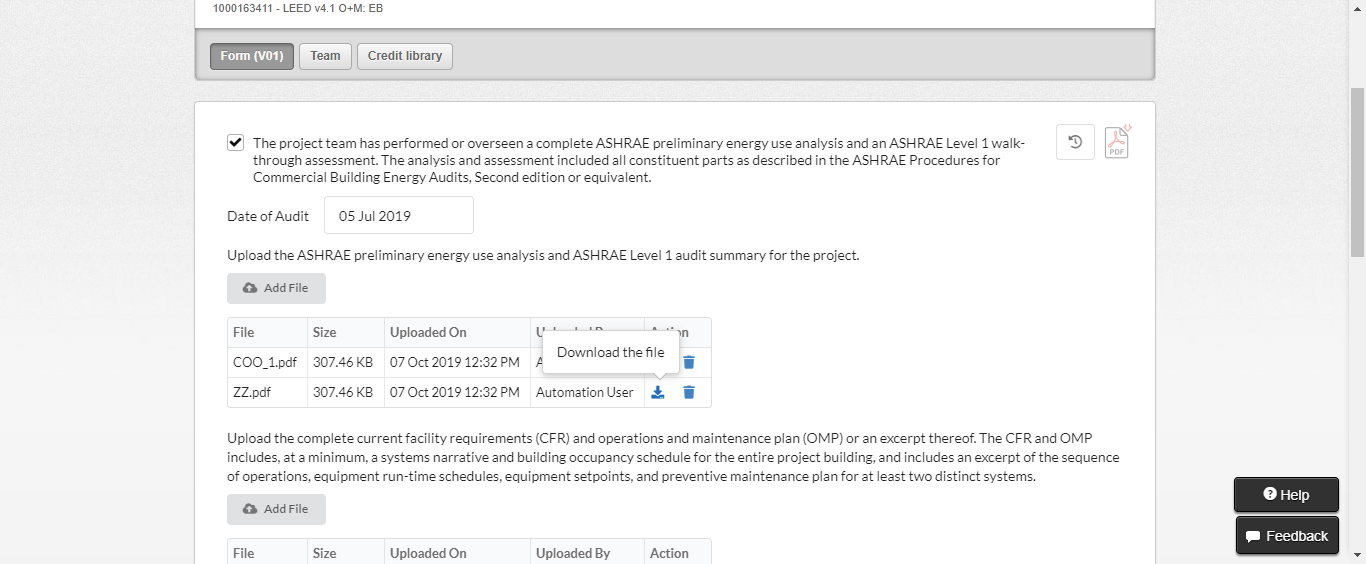 1000163411 - LEED v4.1 O+M: EB
Form (V01) Team Credit library
The project team has performed or overseen a complete ASHRAE preliminary energy use analysis and an ASHRAE Level 1 walk-
through assessment. The analysis and assessment included all constituent parts as described in the ASHRAE Procedures for
Commercial Building Energy Audits, Second edition or equivalent.
PDF
Date of Audit 05 Jul 2019
Upload the ASHRAE preliminary energy use analysis and ASHRAE Level 1 audit summary for the project.
Add File
File Size Uploaded On
Download the file
COO_1.pdf 307.46 KB 07 Oct 2019 12:32 PM
ZZ.pdf 307.46 KB 07 Oct 2019 12:32 PM Automation User
Upload the complete current facility requirements (CFR) and operations and maintenance plan (OMP) or an excerpt thereof. The CFR and OMP
includes, at a minimum, a systems narrative and building occupancy schedule for the entire project building, and includes an excerpt of the sequence
of operations, equipment run-time schedules, equipment setpoints, and preventive maintenance plan for at least two distinct systems.
Add File
File Size Uploaded On Uploaded By Action
Help
Feedback